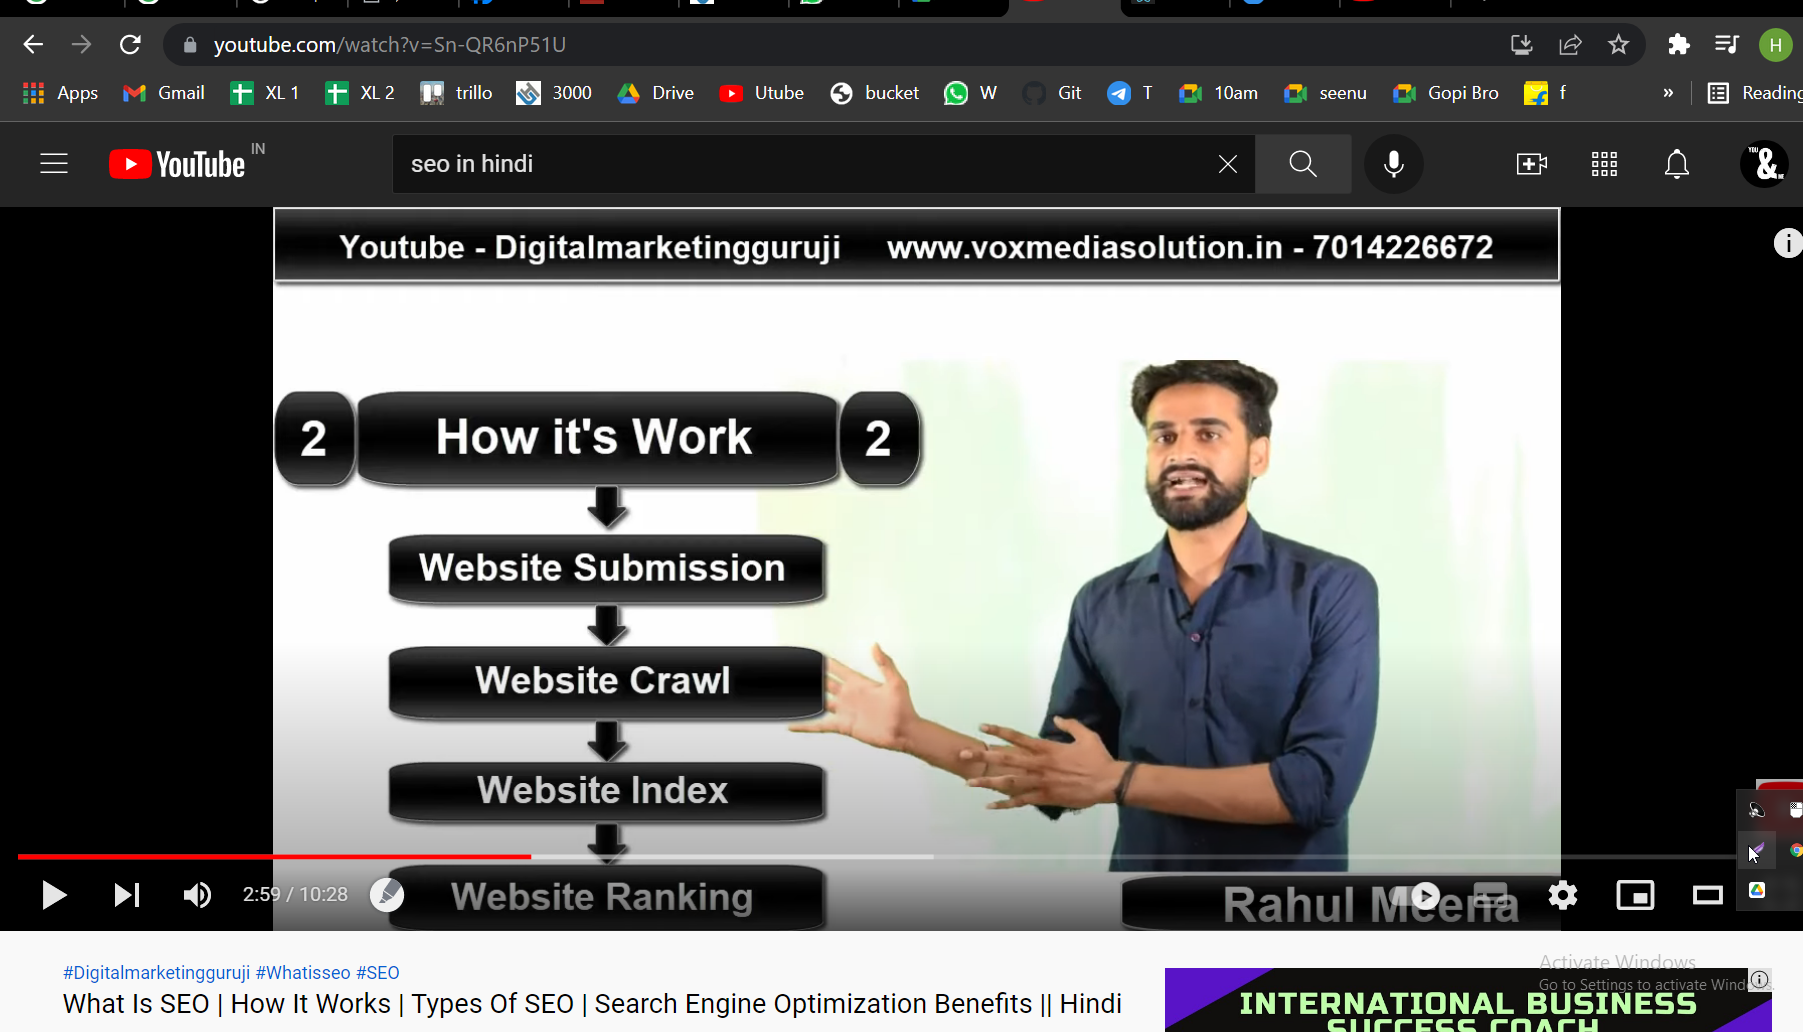 youtube.com/watch?v=Sn-QR6nP51U
H
Apps Gmail XL 1 XL 2 trillo 3000 Drive Utube bucket W Git T 10am seenu Gopi Bro f » Reading
YouTube IN
seo in hindi
YOU & ME
Youtube - Digitalmarketingguruji www.voxmediasolution.in - 7014226672
2 How it's Work 2
Website Submission
Website Crawl
Website Index
Website Ranking
Rahul Meena
2:59 / 10:28
#Digitalmarketingguruji #Whatisseo #SEO
What Is SEO | How It Works | Types Of SEO | Search Engine Optimization Benefits || Hindi
Activate Windows
Go to Settings to activate Windows.
INTERNATIONAL BUSINESS
SUCCESS COACH